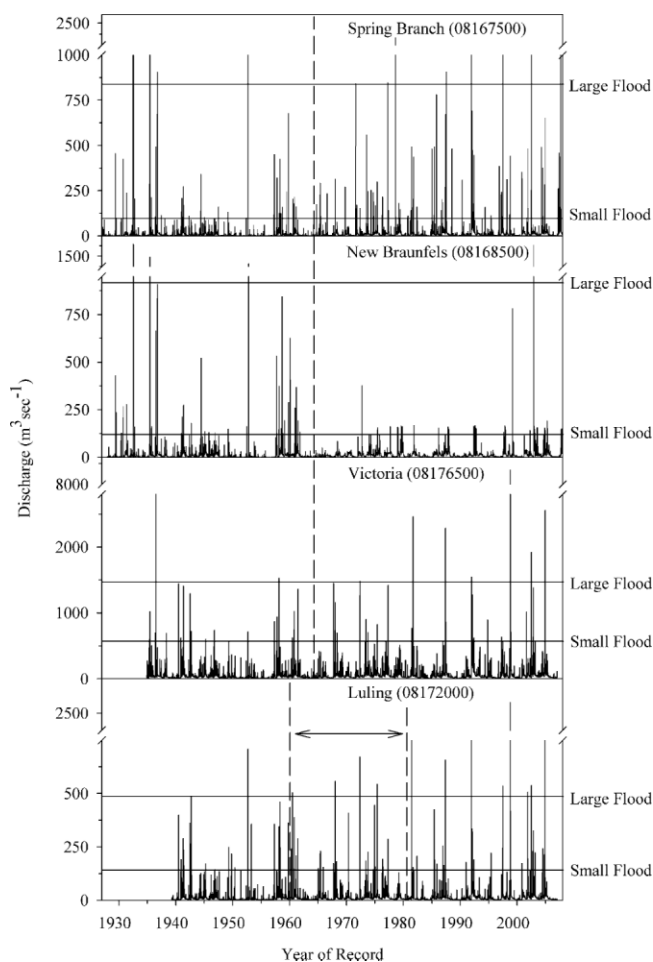 Spring Branch (08167500)
2500
1000
750
500
250
0
Large Flood
Small Flood
New Braunfels (08168500)
1500
750
500
250
0
Large Flood
Small Flood
Victoria (08176500)
8000
2000
1000
0
Large Flood
Small Flood
Luling (08172000)
2500
500
250
0
Large Flood
Small Flood
Discharge (m³sec⁻¹)
1930 1940 1950 1960 1970 1980 1990 2000
Year of Record